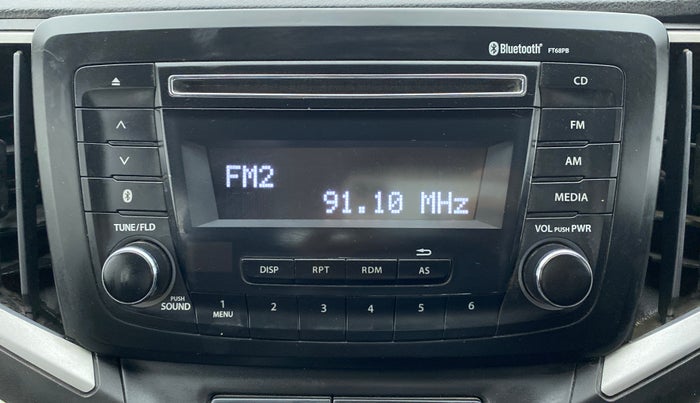 Bluetooth® FT68PB
CD
FM
AM
MEDIA
FM2
91.10 MHz
TUNE/FLD
VOL PUSH PWR
DISP RPT RDM AS
PUSH
SOUND
1 2 3 4 5 6
MENU